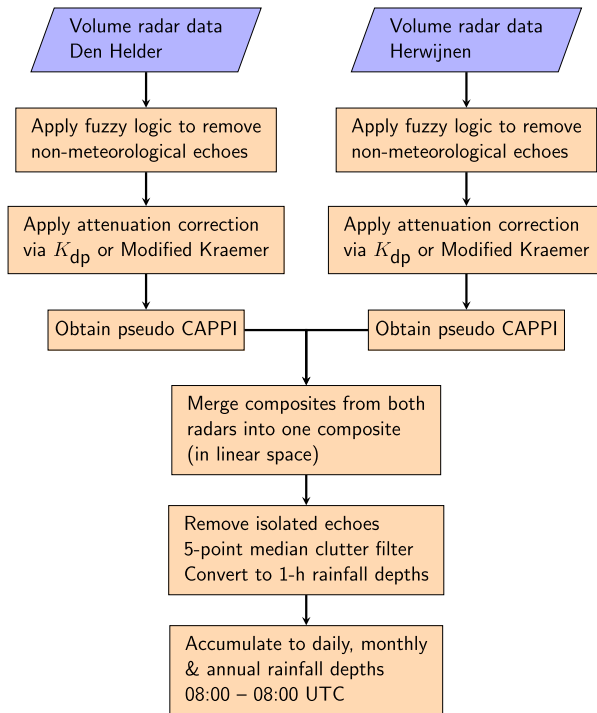 Volume radar data
Den Helder
Volume radar data
Herwijnen
Apply fuzzy logic to remove
non-meteorological echoes
Apply fuzzy logic to remove
non-meteorological echoes
Apply attenuation correction
via K_dp or Modified Kraemer
Apply attenuation correction
via K_dp or Modified Kraemer
Obtain pseudo CAPPI
Obtain pseudo CAPPI
Merge composites from both
radars into one composite
(in linear space)
Remove isolated echoes
5-point median clutter filter
Convert to 1-h rainfall depths
Accumulate to daily, monthly
& annual rainfall depths
08:00 – 08:00 UTC